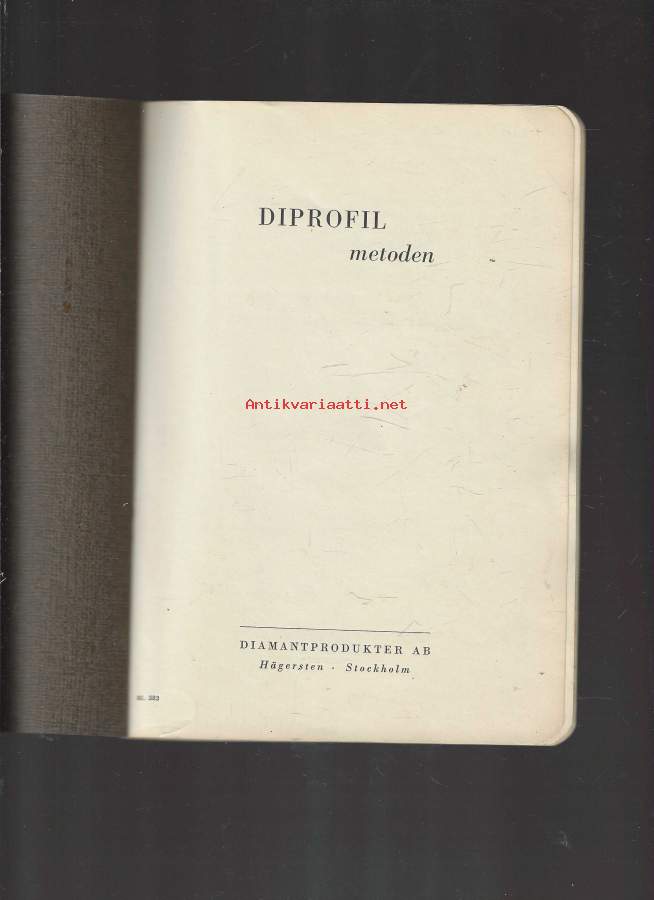 DIPROFIL
metoden
Antikvariaatti.net
DIAMANTPRODUKTER AB
Hägersten · Stockholm